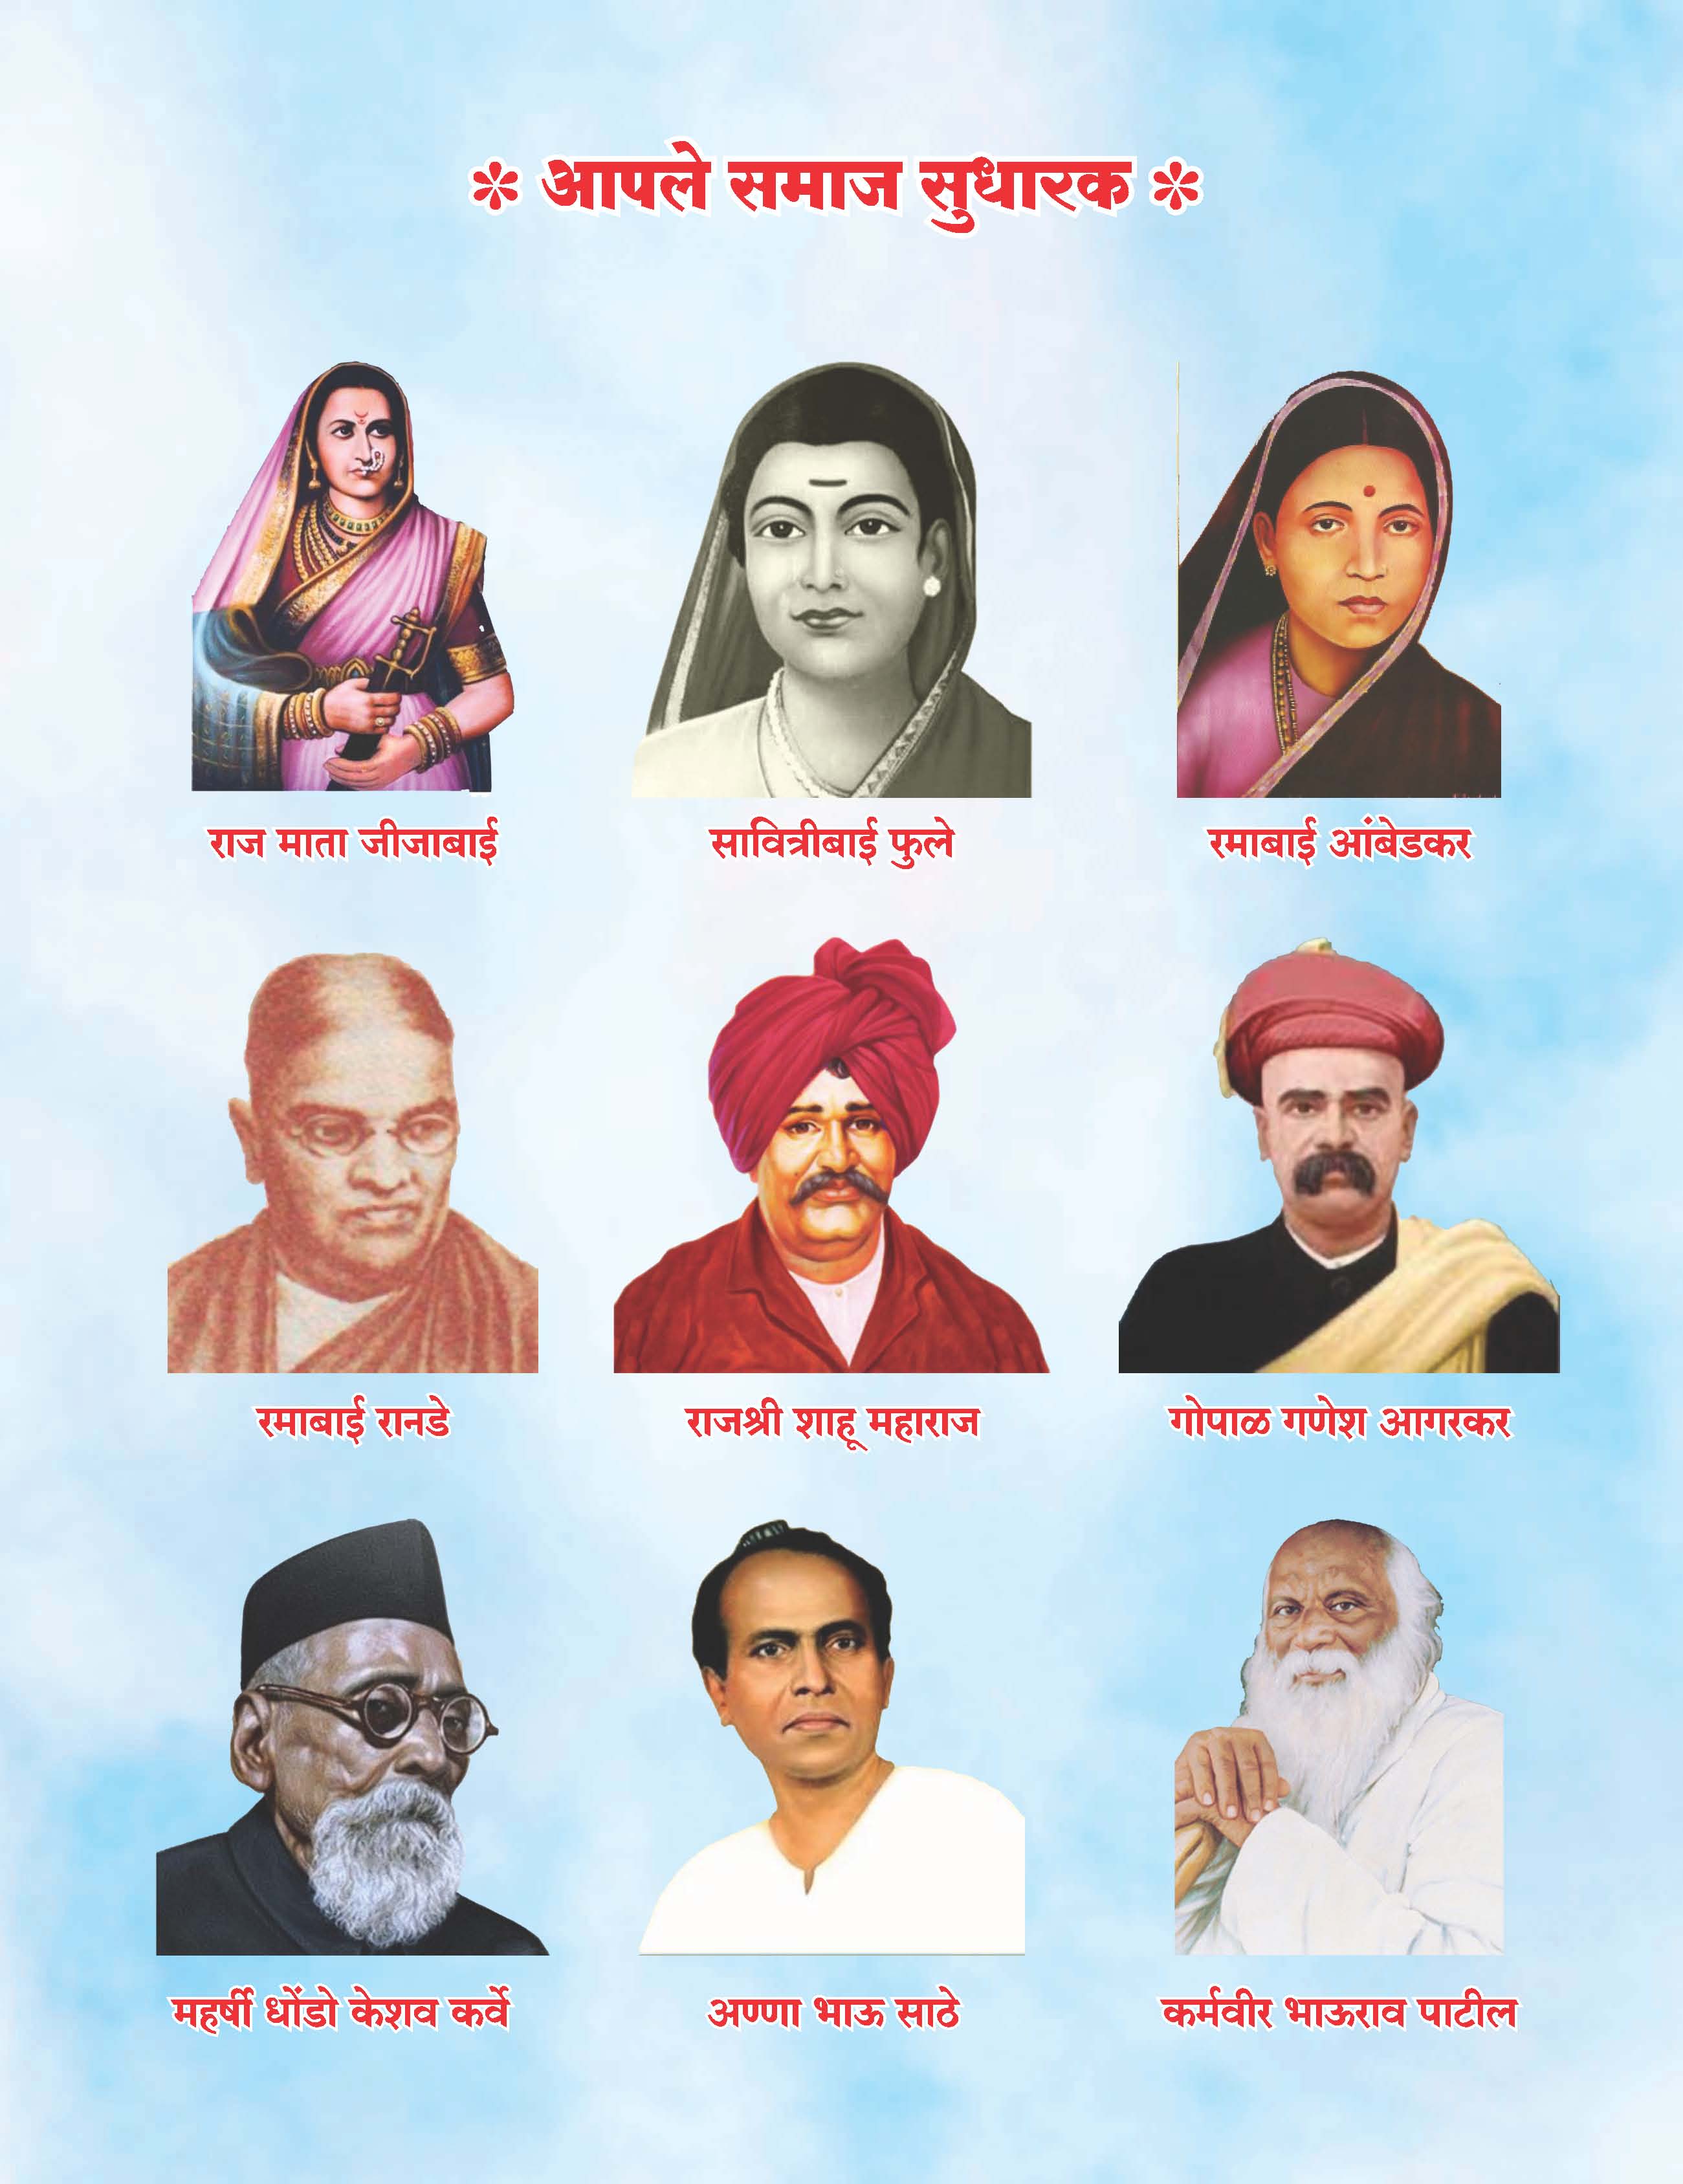 * आपले समाज सुधारक *
राज माता जीजाबाई
सावित्रीबाई फुले
रमाबाई आंबेडकर
रमाबाई रानडे
राजश्री शाहू महाराज
गोपाळ गणेश आगरकर
महर्षी धोंडो केशव कर्वे
अण्णा भाऊ साठे
कर्मवीर भाऊराव पाटील